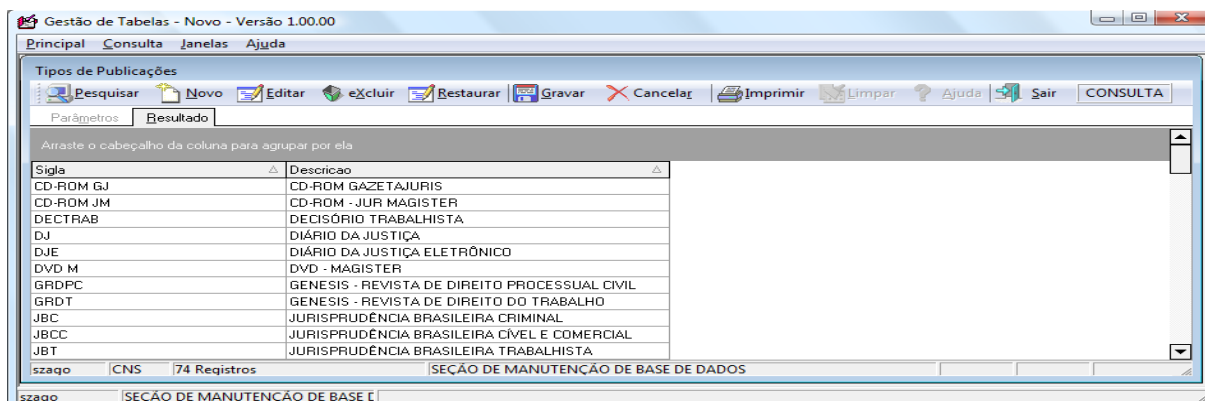 Gestão de Tabelas - Novo - Versão 1.00.00
Principal Consulta Janelas Ajuda
Tipos de Publicações
Pesquisar Novo Editar eXcluir Restaurar Gravar Cancelar Imprimir Limpar Ajuda Sair CONSULTA
Parâmetros Resultado
Arraste o cabeçalho da coluna para agrupar por ela
Sigla Descricao
CD-ROM GJ CD-ROM GAZETAJURIS
CD-ROM JM CD-ROM - JUR MAGISTER
DECTRAB DECISÓRIO TRABALHISTA
DJ DIÁRIO DA JUSTIÇA
DJE DIÁRIO DA JUSTIÇA ELETRÔNICO
DVD M DVD - MAGISTER
GRDPC GENESIS - REVISTA DE DIREITO PROCESSUAL CIVIL
GRDT GENESIS - REVISTA DE DIREITO DO TRABALHO
JBC JURISPRUDÊNCIA BRASILEIRA CRIMINAL
JBCC JURISPRUDÊNCIA BRASILEIRA CÍVEL E COMERCIAL
JBT JURISPRUDÊNCIA BRASILEIRA TRABALHISTA
szago CNS 74 Registros SEÇÃO DE MANUTENÇÃO DE BASE DE DADOS
szago SEÇÃO DE MANUTENÇÃO DE BASE D